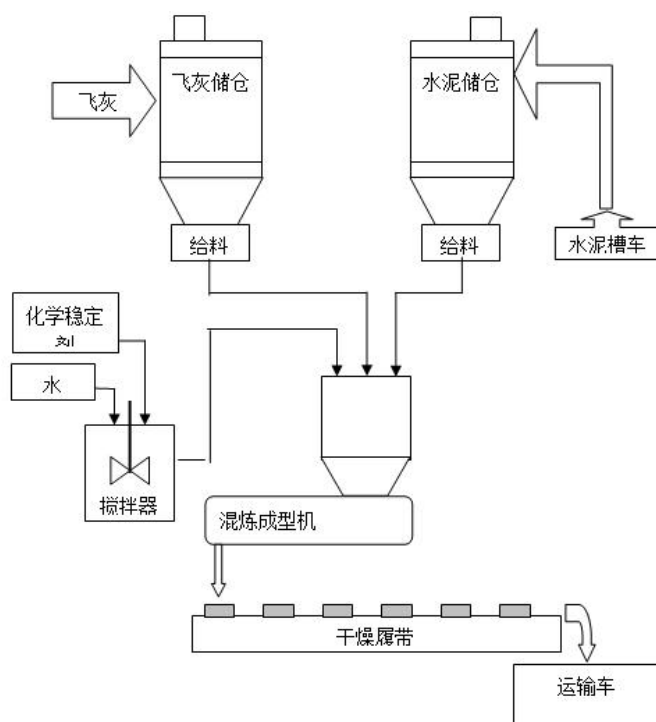 飞灰
飞灰储仓
水泥储仓
给料
给料
水泥槽车
化学稳定
剂
水
搅拌器
混炼成型机
干燥履带
运输车